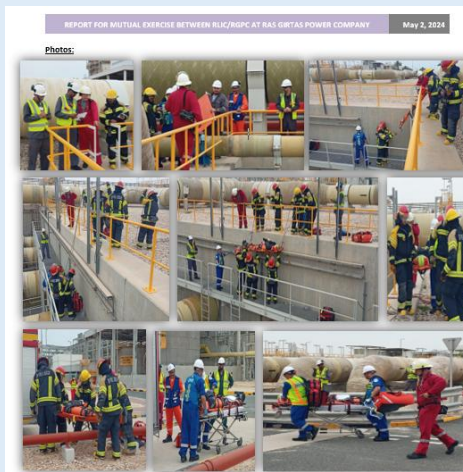 REPORT FOR MUTUAL EXERCISE BETWEEN RLIC/RGPC AT RAS GIRTAS POWER COMPANY May 2, 2024
Photos: